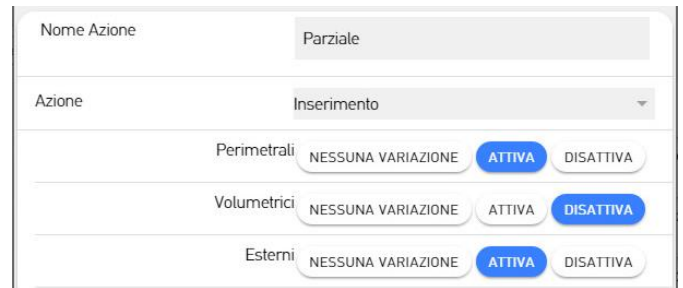 Nome Azione Parziale
Azione Inserimento
Perimetrali NESSUNA VARIAZIONE ATTIVA DISATTIVA
Volumetrici NESSUNA VARIAZIONE ATTIVA DISATTIVA
Esterni NESSUNA VARIAZIONE ATTIVA DISATTIVA